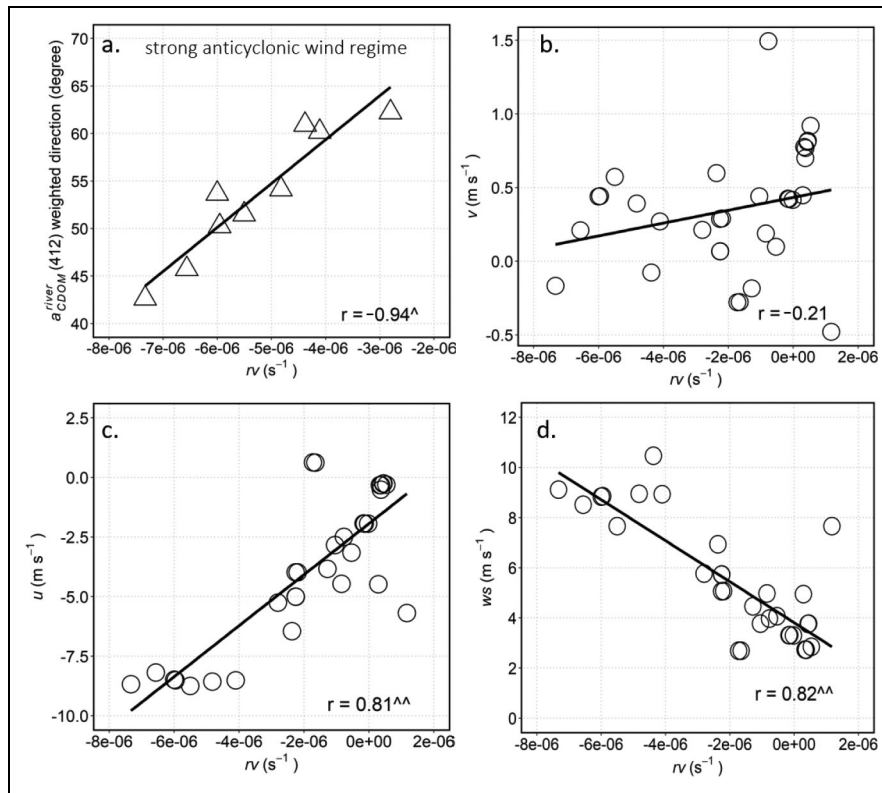 a. strong anticyclonic wind regime
a_CDOM^river (412) weighted direction (degree)
70
65
60
55
50
45
40
r = −0.94^
-8e-06 -7e-06 -6e-06 -5e-06 -4e-06 -3e-06 -2e-06
rv (s⁻¹)
b.
v (m s⁻¹)
1.5
1.0
0.5
0.0
-0.5
r = −0.21
-8e-06 -6e-06 -4e-06 -2e-06 0e+00 2e-06
rv (s⁻¹)
c.
u (m s⁻¹)
2.5
0.0
-2.5
-5.0
-7.5
-10.0
r = 0.81^^
-8e-06 -6e-06 -4e-06 -2e-06 0e+00 2e-06
rv (s⁻¹)
d.
ws (m s⁻¹)
12
10
8
6
4
2
0
r = 0.82^^
-8e-06 -6e-06 -4e-06 -2e-06 0e+00 2e-06
rv (s⁻¹)